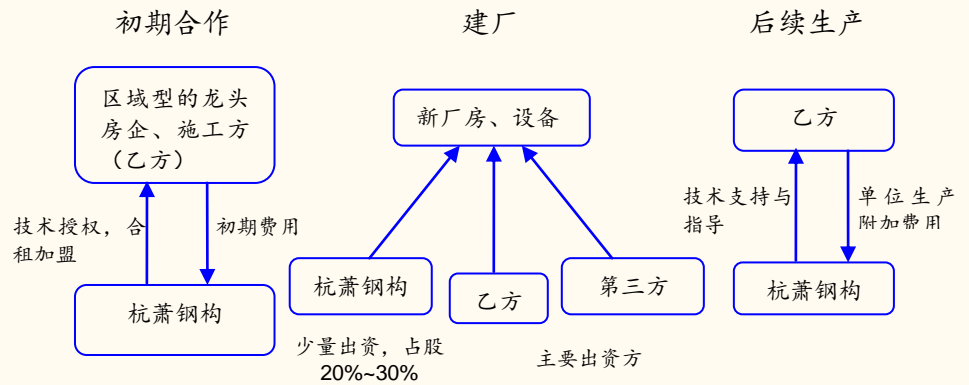 初期合作
建厂
后续生产
区域型的龙头
房企、施工方
（乙方）
技术授权，合
租加盟
初期费用
杭萧钢构
新厂房、设备
杭萧钢构
乙方
第三方
少量出资，占股
20%~30%
主要出资方
乙方
技术支持与
指导
单位生产
附加费用
杭萧钢构